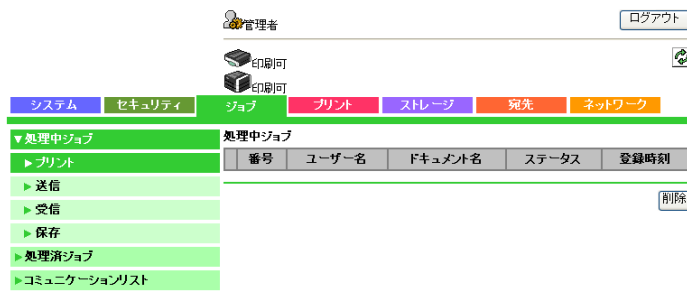 管理者
ログアウト
印刷可
印刷可
システム セキュリティ ジョブ プリント ストレージ 宛先 ネットワーク
▼処理中ジョブ
▶プリント
▶送信
▶受信
▶保存
▶処理済ジョブ
▶コミュニケーションリスト
処理中ジョブ
番号 ユーザー名 ドキュメント名 ステータス 登録時刻
削除